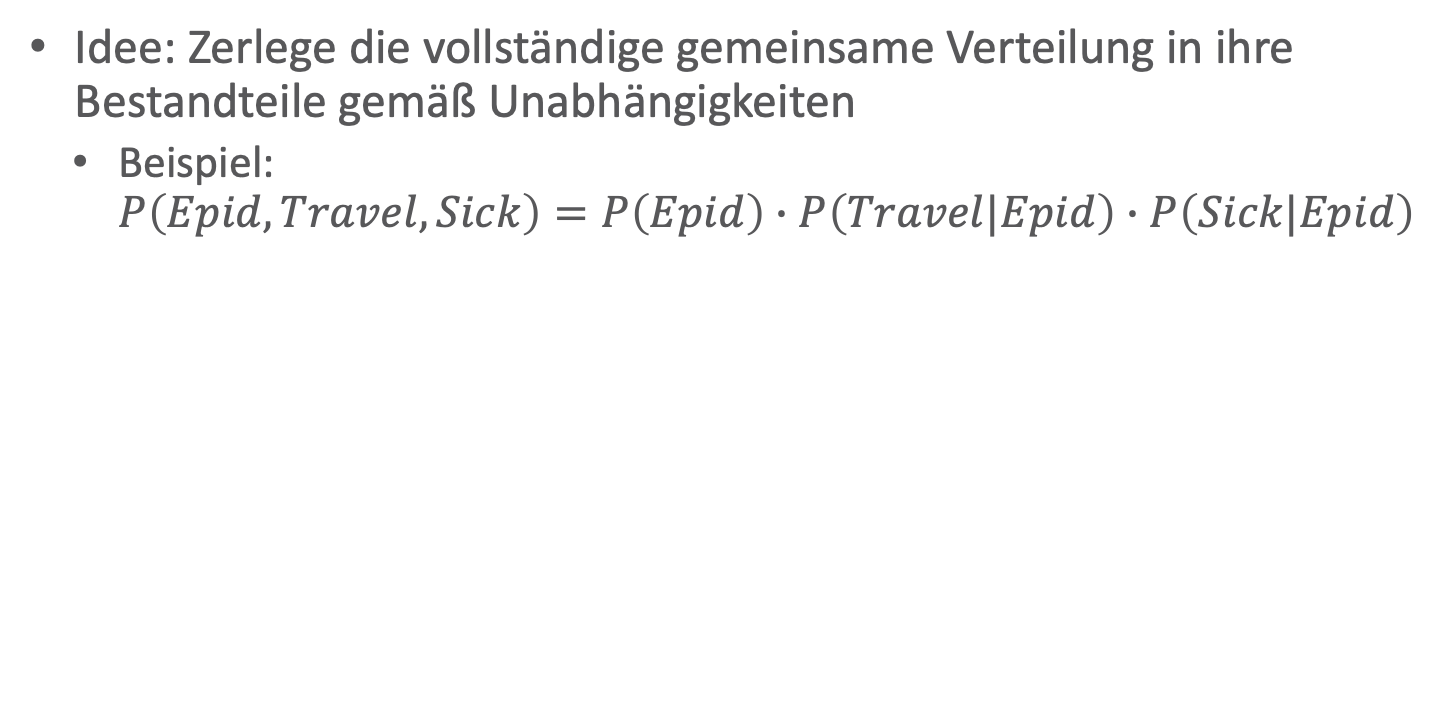 • Idee: Zerlege die vollständige gemeinsame Verteilung in ihre
Bestandteile gemäß Unabhängigkeiten
• Beispiel:
P(Epid, Travel, Sick) = P(Epid) · P(Travel|Epid) · P(Sick|Epid)